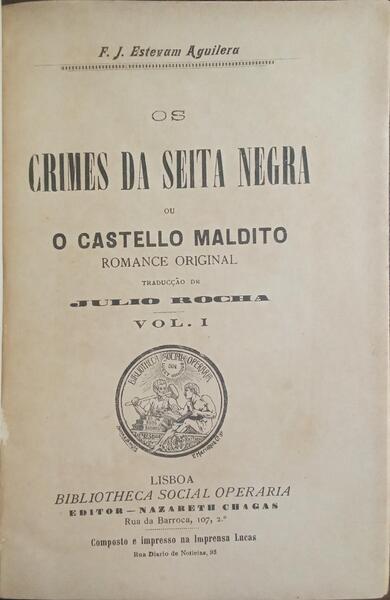 F. J. Estevam Aguilera
OS
CRIMES DA SEITA NEGRA
OU
O CASTELLO MALDITO
ROMANCE ORIGINAL
TRADUCÇÃO DE
JULIO ROCHA
VOL. I
BIBLIOTHECA SOCIAL OPERARIA
LISBOA
BIBLIOTHECA SOCIAL OPERARIA
EDITOR—NAZARETH CHAGAS
Rua da Barroca, 107, 2.º
Composto e impresso na Imprensa Lucas
Rua Diario de Noticias, 93